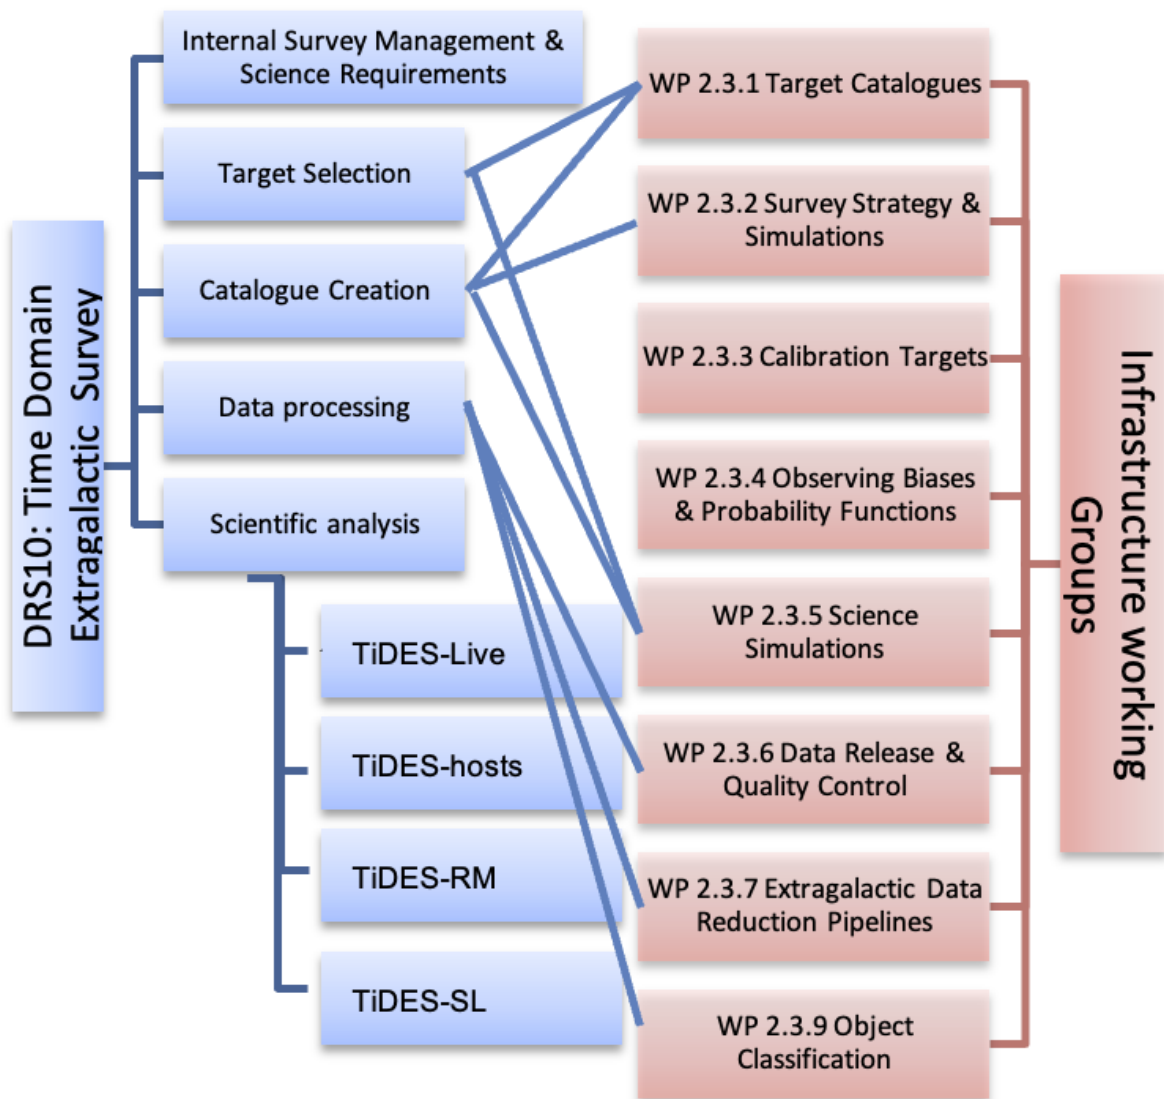 DRS10: Time Domain
Extragalactic Survey
Internal Survey Management &
Science Requirements
Target Selection
Catalogue Creation
Data processing
Scientific analysis
TiDES-Live
TiDES-hosts
TiDES-RM
TiDES-SL
WP 2.3.1 Target Catalogues
WP 2.3.2 Survey Strategy &
Simulations
WP 2.3.3 Calibration Targets
WP 2.3.4 Observing Biases
& Probability Functions
WP 2.3.5 Science
Simulations
WP 2.3.6 Data Release &
Quality Control
WP 2.3.7 Extragalactic Data
Reduction Pipelines
WP 2.3.9 Object
Classification
Infrastructure working
Groups